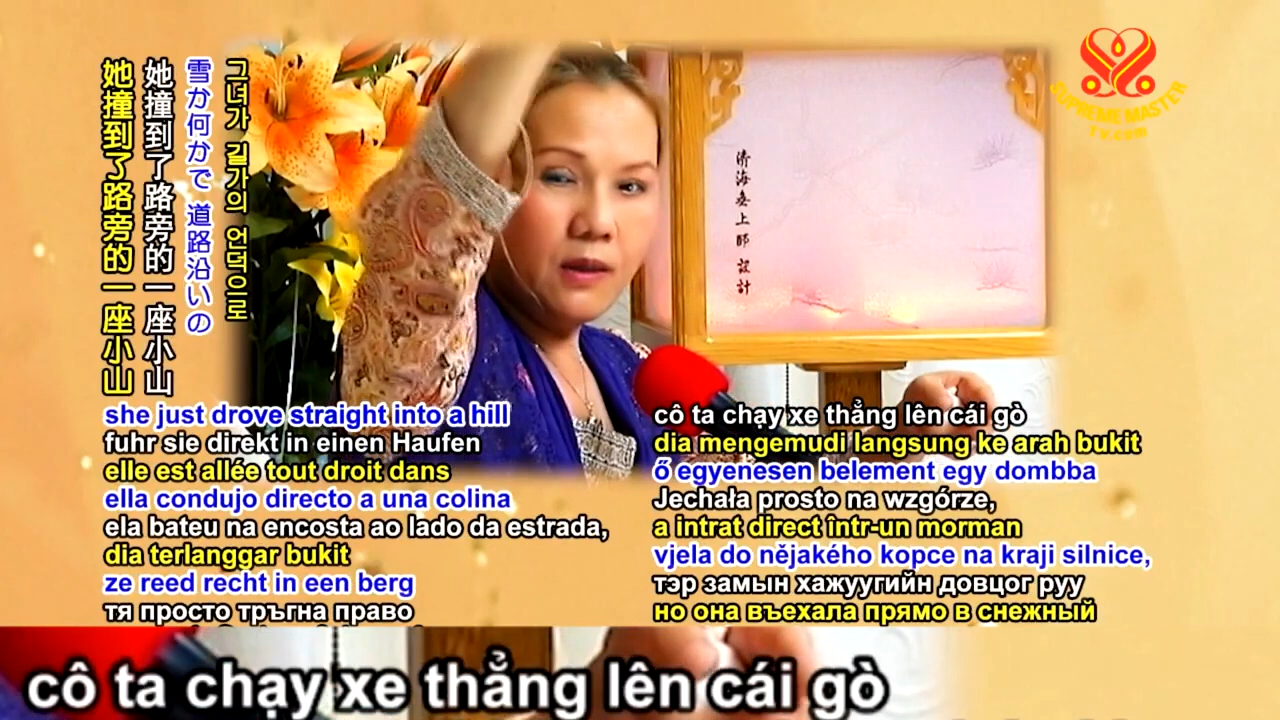 她撞到了路旁的一座小山
她撞到了路旁的一座小山
雪か何かで 道路沿いの
그녀가 길가의 언덕으로
清海無上師 設計
SUPREME MASTER
TV.com
she just drove straight into a hill
fuhr sie direkt in einen Haufen
elle est allée tout droit dans
ella condujo directo a una colina
ela bateu na encosta ao lado da estrada,
dia terlanggar bukit
ze reed recht in een berg
тя просто тръгна право
cô ta chạy xe thẳng lên cái gò
dia mengemudi langsung ke arah bukit
ő egyenesen belement egy dombba
Jechała prosto na wzgórze,
a intrat direct într-un morman
vjela do nějakého kopce na kraji silnice,
тэр замын хажуугийн довцог руу
но она въехала прямо в снежный
cô ta chạy xe thẳng lên cái gò